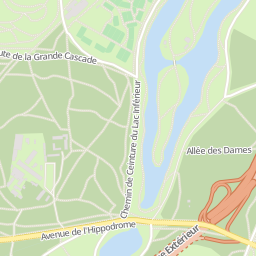 ute de la Grande Cascade
Chemin de Ceinture du Lac Inférieur
Allée des Dames
Avenue de l'Hippodrome
Extérieur